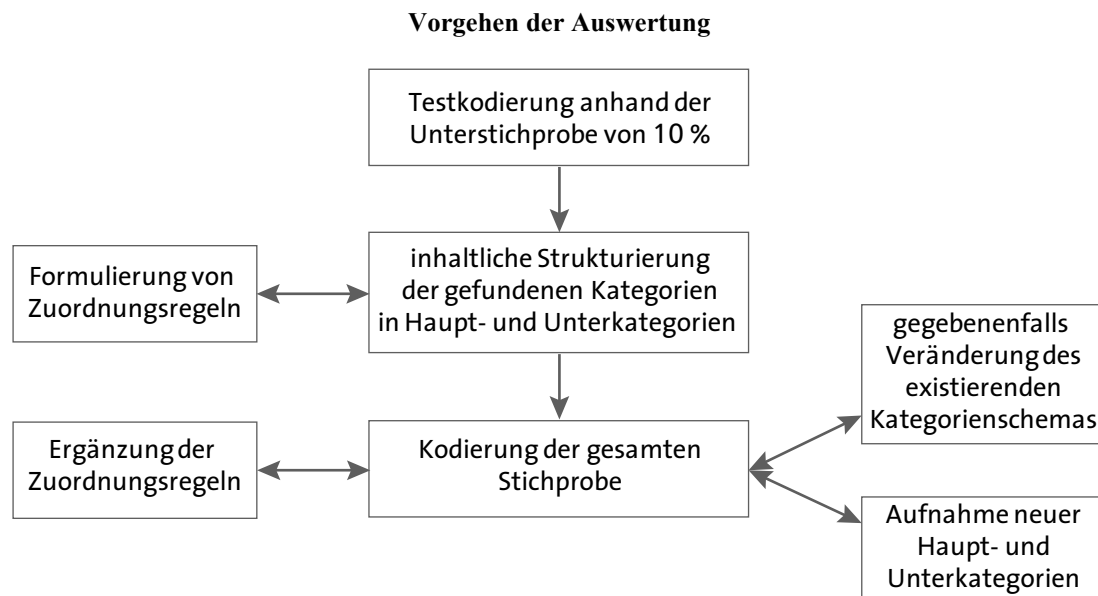 Vorgehen der Auswertung
Testkodierung anhand der
Unterstichprobe von 10 %
Formulierung von
Zuordnungsregeln
inhaltliche Strukturierung
der gefundenen Kategorien
in Haupt- und Unterkategorien
gegebenenfalls
Veränderung des
existierenden
Kategorienschemas
Ergänzung der
Zuordnungsregeln
Kodierung der gesamten
Stichprobe
Aufnahme neuer
Haupt- und
Unterkategorien